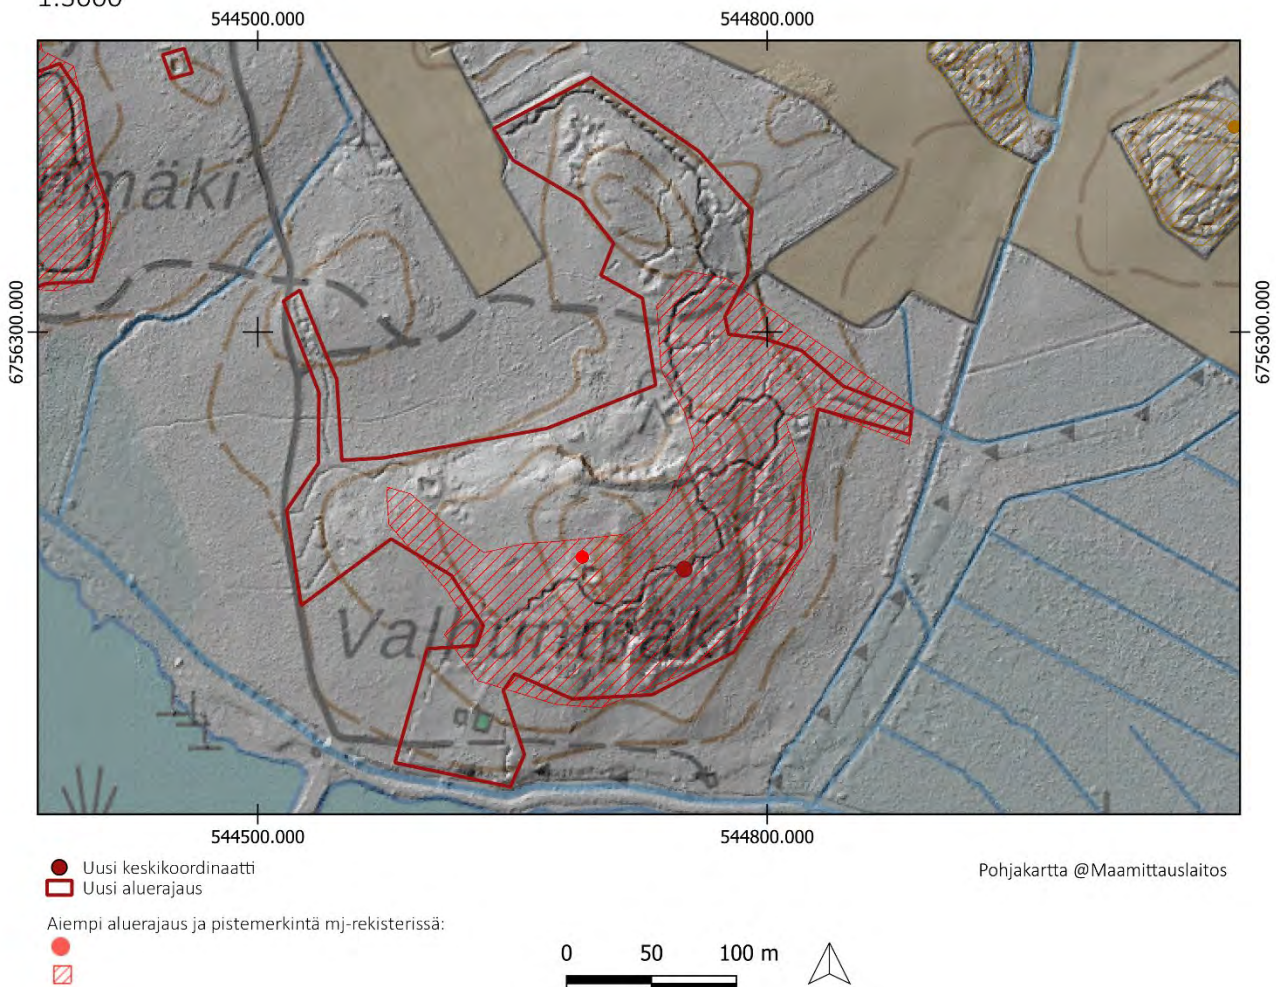 544500.000 544800.000
nmäki
6756300.000 6756300.000
544500.000 544800.000
Uusi keskikoordinaatti
Uusi aluerajaus
Pohjakartta @Maamittauslaitos
Aiempi aluerajaus ja pistemerkintä mj-rekisterissä:
0 50 100 m